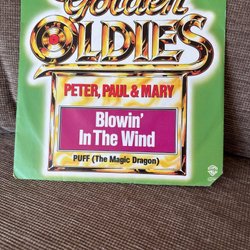 Golden
OLDIES
PETER, PAUL & MARY
Blowin'
In The Wind
PUFF (The Magic Dragon)